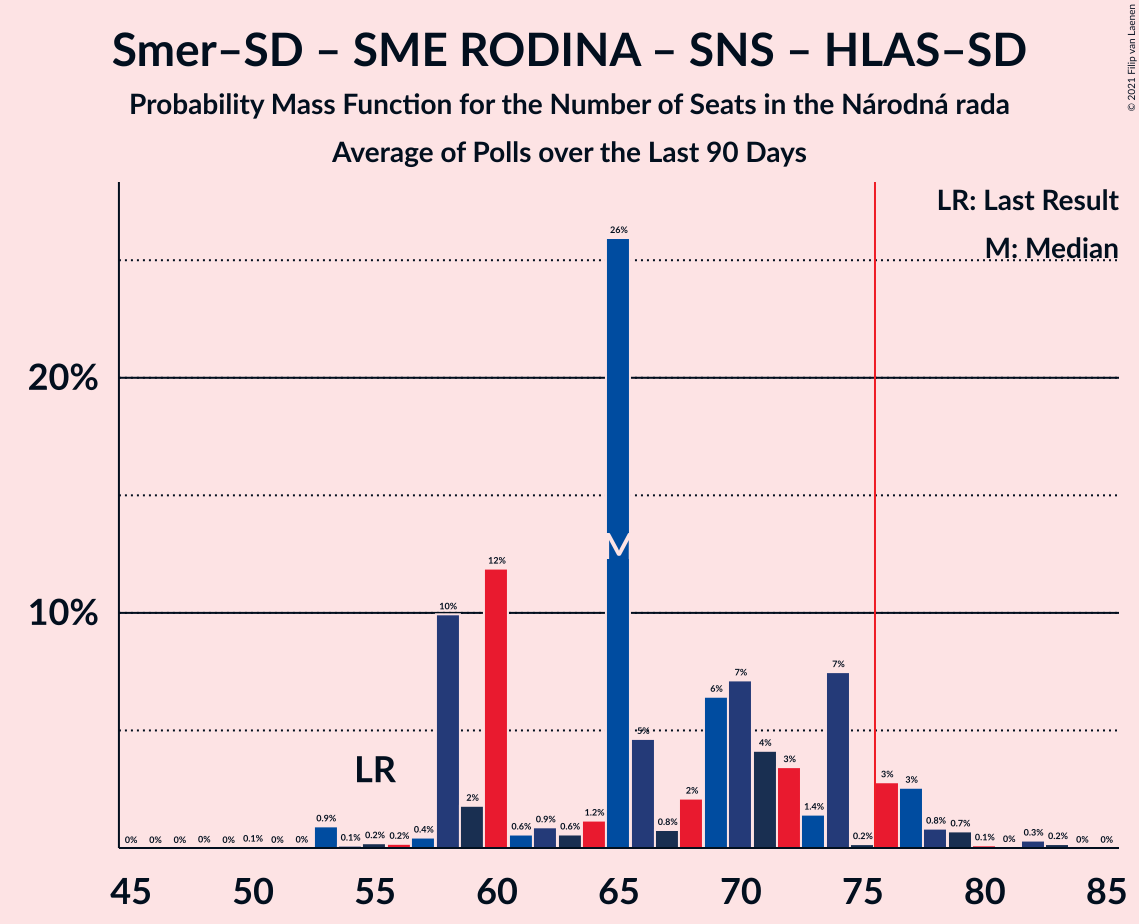 Smer–SD – SME RODINA – SNS – HLAS–SD
Probability Mass Function for the Number of Seats in the Národná rada
Average of Polls over the Last 90 Days
© 2021 Filip van Laenen
LR: Last Result
M: Median
20%
10%
LR
M
0% 0% 0% 0% 0% 0.1% 0% 0% 0.9% 0.1% 0.2% 0.2% 0.4% 10% 2% 12% 0.6% 0.9% 0.6% 1.2% 26% 5% 0.8% 2% 6% 7% 4% 3% 1.4% 7% 0.2% 3% 3% 0.8% 0.7% 0.1% 0% 0.3% 0.2% 0% 0%
45 50 55 60 65 70 75 80 85